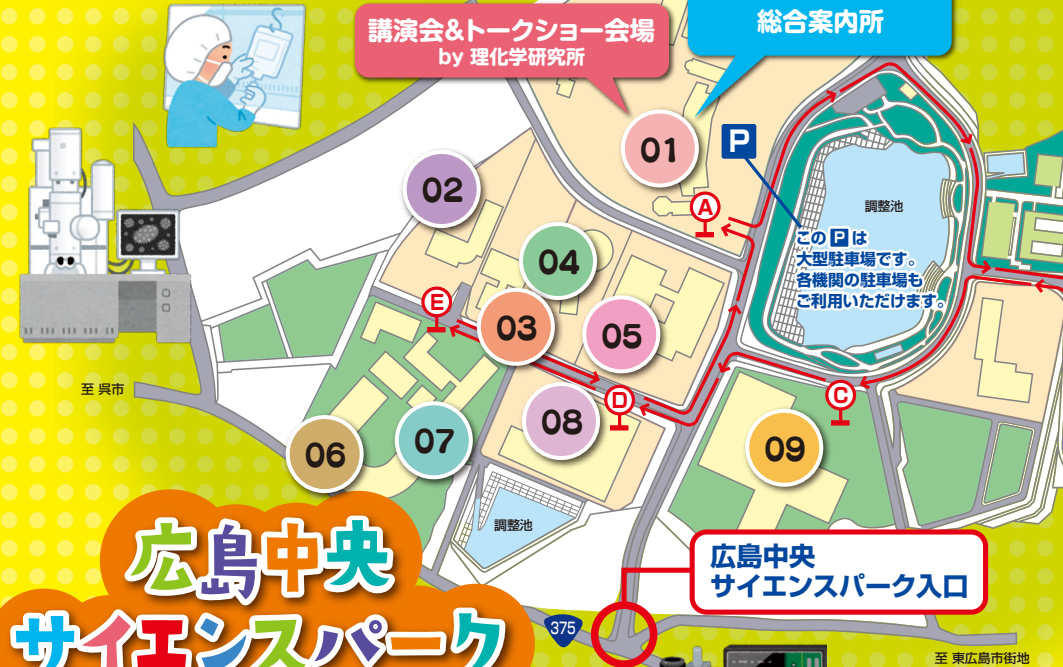 講演会&トークショー会場
by 理化学研究所
総合案内所
01
P
02
A
調整池
このPは
大型駐車場です。
各機関の駐車場も
ご利用いただけます。
04
E
03
05
至 呉市
D
C
08
07
06
09
調整池
広島中央
サイエンスパーク入口
広島中央
サイエンスパーク
375
至 東広島市街地